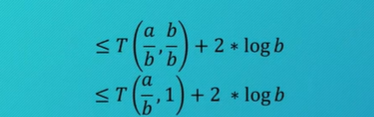 ≤ T(a/b, b/b) + 2 * log b
≤ T(a/b, 1) + 2 * log b